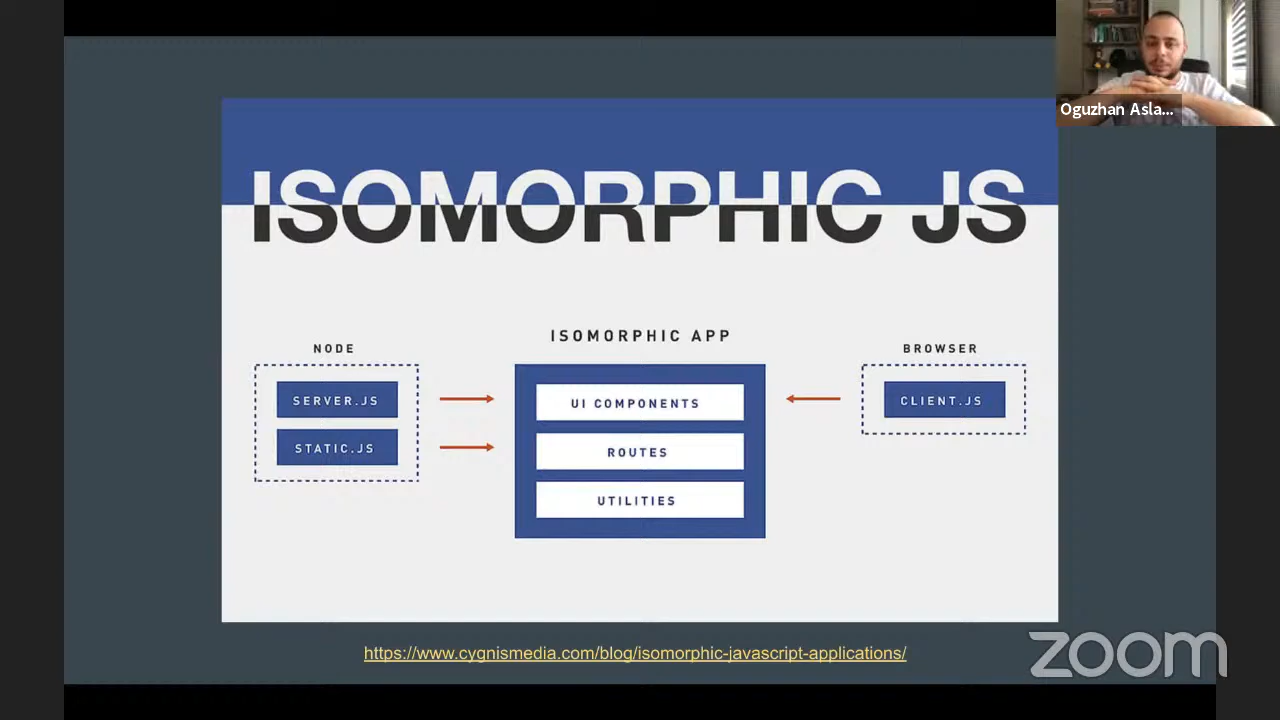 Oguzhan Asla...
ISOMORPHIC JS
ISOMORPHIC APP
NODE
SERVER.JS
STATIC.JS
UI COMPONENTS
ROUTES
UTILITIES
BROWSER
CLIENT.JS
https://www.cygnismedia.com/blog/isomorphic-javascript-applications/
zoom